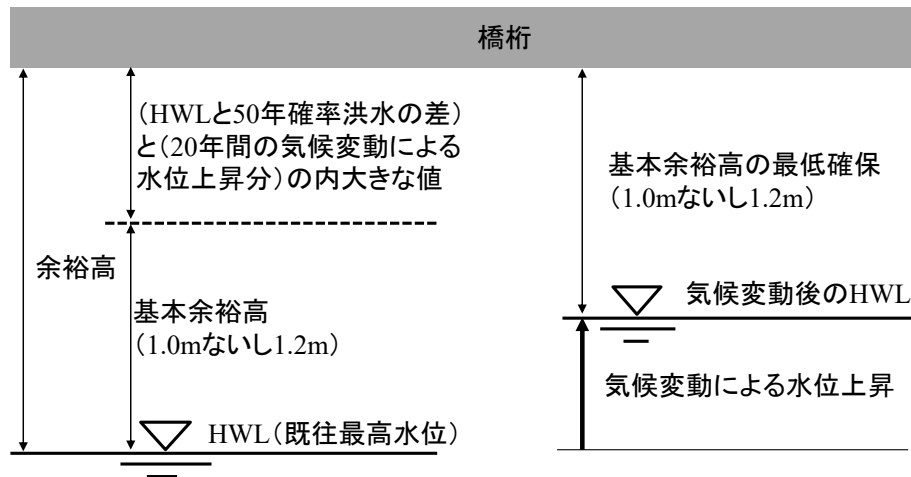 橋桁
（HWLと50年確率洪水の差）
と（20年間の気候変動による
水位上昇分）の内大きな値
余裕高
基本余裕高
（1.0mないし1.2m）
HWL（既往最高水位）
基本余裕高の最低確保
（1.0mないし1.2m）
気候変動後のHWL
気候変動による水位上昇